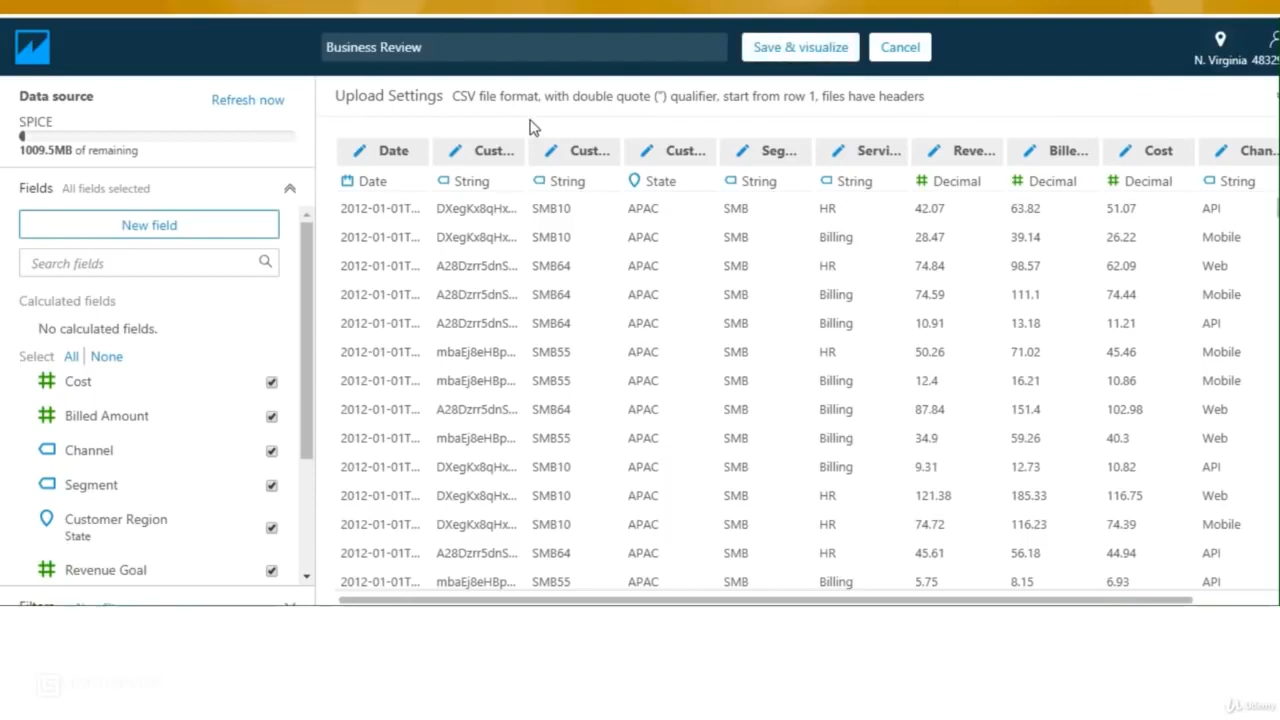 Business Review
Save & visualize
Cancel
N. Virginia
Data source
Refresh now
SPICE
1009.5MB of remaining
Fields All fields selected
New field
Search fields
Calculated fields
No calculated fields.
Select All | None
Cost
Billed Amount
Channel
Segment
Customer Region
State
Revenue Goal
Upload Settings CSV file format, with double quote (") qualifier, start from row 1, files have headers
Date Cust... Cust... Cust... Seg... Servi... Reve... Bille... Cost Chan...
Date String String State String String Decimal Decimal Decimal String
2012-01-01T... DXegKx8qHx... SMB10 APAC SMB HR 42.07 63.82 51.07 API
2012-01-01T... DXegKx8qHx... SMB10 APAC SMB Billing 28.47 39.14 26.22 Mobile
2012-01-01T... A28Dzrr5dnS... SMB64 APAC SMB HR 74.84 98.57 62.09 Web
2012-01-01T... A28Dzrr5dnS... SMB64 APAC SMB Billing 74.59 111.1 74.44 Mobile
2012-01-01T... A28Dzrr5dnS... SMB64 APAC SMB Billing 10.91 13.18 11.21 API
2012-01-01T... mbaEj8eHBp... SMB55 APAC SMB HR 50.26 71.02 45.46 Mobile
2012-01-01T... mbaEj8eHBp... SMB55 APAC SMB Billing 12.4 16.21 10.86 Mobile
2012-01-01T... A28Dzrr5dnS... SMB64 APAC SMB Billing 87.84 151.4 102.98 Web
2012-01-01T... mbaEj8eHBp... SMB55 APAC SMB Billing 34.9 59.26 40.3 Web
2012-01-01T... DXegKx8qHx... SMB10 APAC SMB Billing 9.31 12.73 10.82 API
2012-01-01T... DXegKx8qHx... SMB10 APAC SMB HR 121.38 185.33 116.75 Web
2012-01-01T... DXegKx8qHx... SMB10 APAC SMB HR 74.72 116.23 74.39 Mobile
2012-01-01T... A28Dzrr5dnS... SMB64 APAC SMB HR 45.61 56.18 44.94 API
2012-01-01T... mbaEj8eHBp... SMB55 APAC SMB Billing 5.75 8.15 6.93 API
Udemy